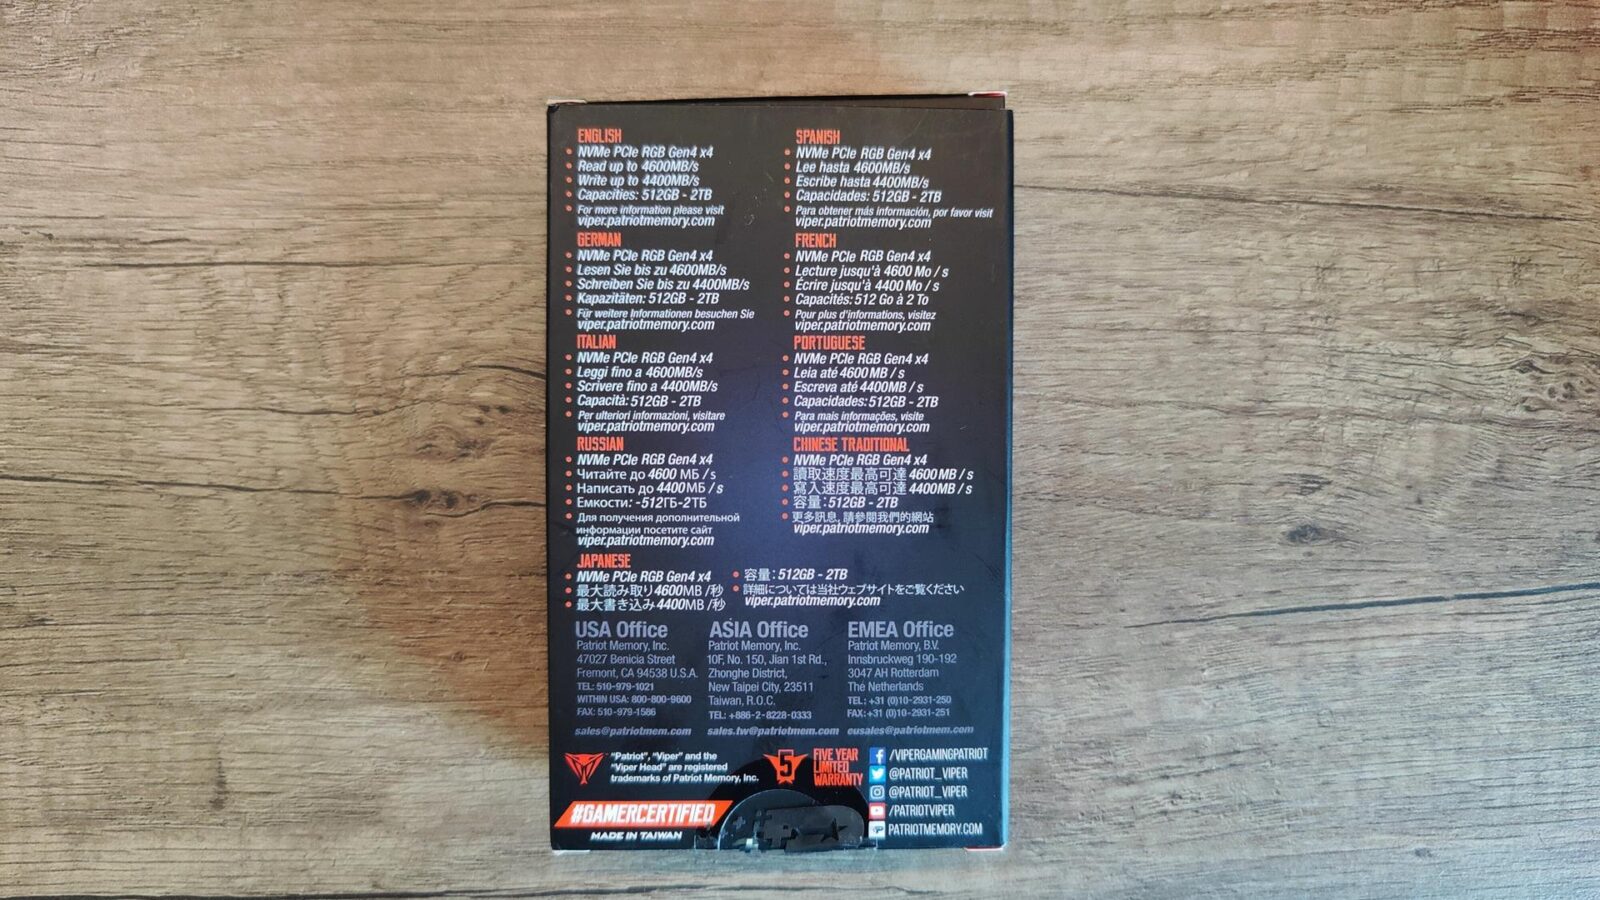 ENGLISH
NVMe PCIe RGB Gen4 x4
Read up to 4600MB/s
Write up to 4400MB/s
Capacities: 512GB - 2TB
For more information please visit
viper.patriotmemory.com
SPANISH
NVMe PCIe RGB Gen4 x4
Lee hasta 4600MB/s
Escribe hasta 4400MB/s
Capacidades: 512GB - 2TB
Para obtener más información, por favor visit
viper.patriotmemory.com
GERMAN
NVMe PCIe RGB Gen4 x4
Lesen Sie bis zu 4600MB/s
Schreiben Sie bis zu 4400MB/s
Kapazitäten: 512GB - 2TB
Für weitere Informationen besuchen Sie
viper.patriotmemory.com
FRENCH
NVMe PCIe RGB Gen4 x4
Lecture jusqu'à 4600 Mo / s
Écrire jusqu'à 4400 Mo / s
Capacités: 512 Go à 2 To
Pour plus d'informations, visitez
viper.patriotmemory.com
ITALIAN
NVMe PCIe RGB Gen4 x4
Leggi fino a 4600MB/s
Scrivere fino a 4400MB/s
Capacità: 512GB - 2TB
Per ulteriori informazioni, visitare
viper.patriotmemory.com
PORTUGUESE
NVMe PCIe RGB Gen4 x4
Leia até 4600 MB / s
Escreva até 4400MB / s
Capacidades: 512GB - 2TB
Para mais informações, visite
viper.patriotmemory.com
RUSSIAN
NVMe PCIe RGB Gen4 x4
Читайте до 4600 МБ / s
Написать до 4400МБ / s
Емкости: -512ГБ-2ТБ
Для получения дополнительной
информации посетите сайт
viper.patriotmemory.com
CHINESE TRADITIONAL
NVMe PCIe RGB Gen4 x4
讀取速度最高可達 4600MB / s
寫入速度最高可達 4400MB / s
容量: 512GB - 2TB
更多訊息, 請參閱我們的網站
viper.patriotmemory.com
JAPANESE
NVMe PCIe RGB Gen4 x4
最大読み取り 4600MB /秒
最大書き込み 4400MB /秒
容量: 512GB - 2TB
詳細については当社ウェブサイトをご覧ください
viper.patriotmemory.com
USA Office
Patriot Memory, Inc.
47027 Benicia Street
Fremont, CA 94538 U.S.A.
TEL: 510-979-1021
WITHIN USA: 800-800-9600
FAX: 510-979-1586
sales@patriotmem.com
ASIA Office
Patriot Memory, Inc.
10F, No. 150, Jian 1st Rd.,
Zhonghe District,
New Taipei City, 23511
Taiwan, R.O.C.
TEL: +886-2-8228-0333
sales.tw@patriotmem.com
EMEA Office
Patriot Memory, B.V.
Innsbruckweg 190-192
3047 AH Rotterdam
The Netherlands
TEL: +31 (0)10-2931-250
FAX: +31 (0)10-2931-251
eusales@patriotmem.com
"Patriot", "Viper" and the
"Viper Head" are registered
trademarks of Patriot Memory, Inc.
5
FIVE YEAR
LIMITED
WARRANTY
/VIPERGAMINGPATRIOT
@PATRIOT_VIPER
@PATRIOT_VIPER
/PATRIOTVIPER
PATRIOTMEMORY.COM
#GAMERCERTIFIED
MADE IN TAIWAN